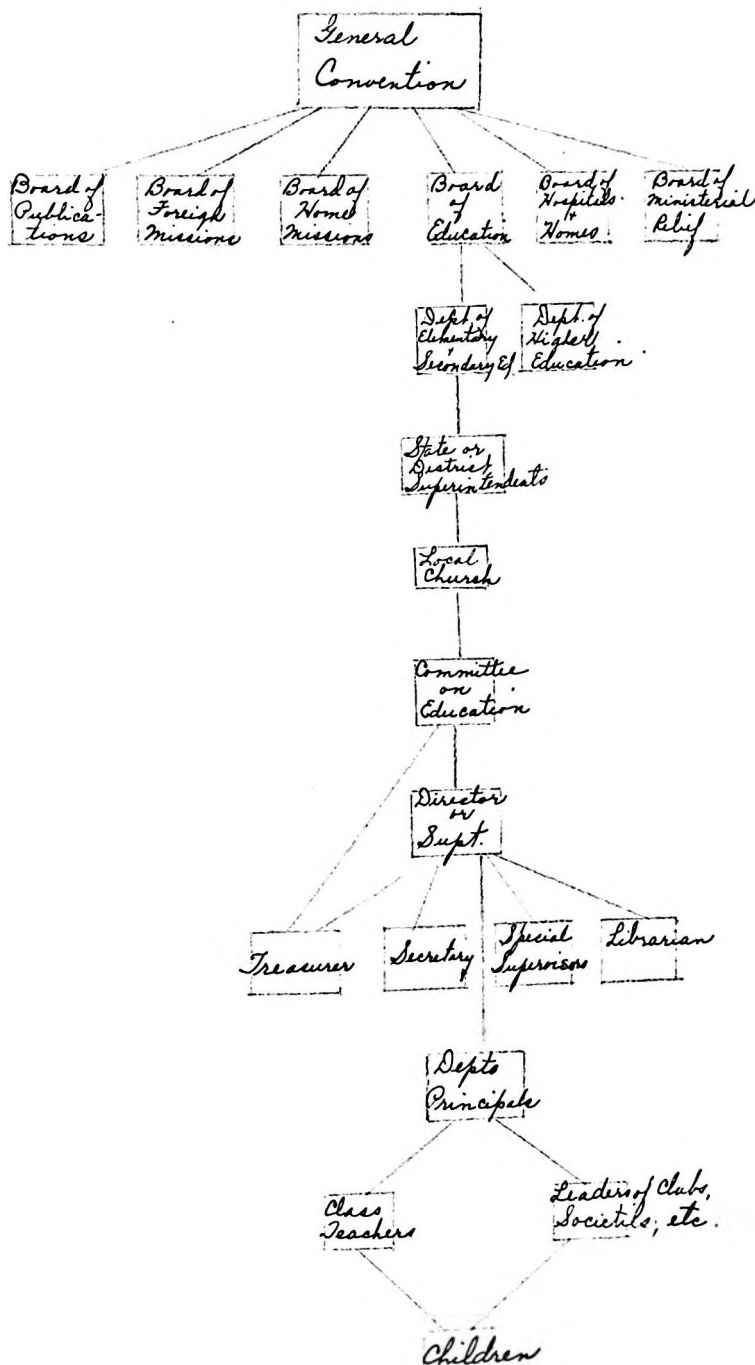 General
Convention
Board of
Publica-
tions
Board of
Foreign
Missions
Board of
Home
Missions
Board
of
Education
Board of
Hospitals
+
Homes
Board of
Ministerial
Relief
Dept. of
Elementary
+
Secondary Ed
Dept. of
Higher
Education
State or
District
Superintendents
Local
Church
Committee
on
Education
Director
or
Supt.
Treasurer
Secretary
Special
Supervisors
Librarian
Depts
Principals
Class
Teachers
Leaders of Clubs,
Societies, etc.
Children